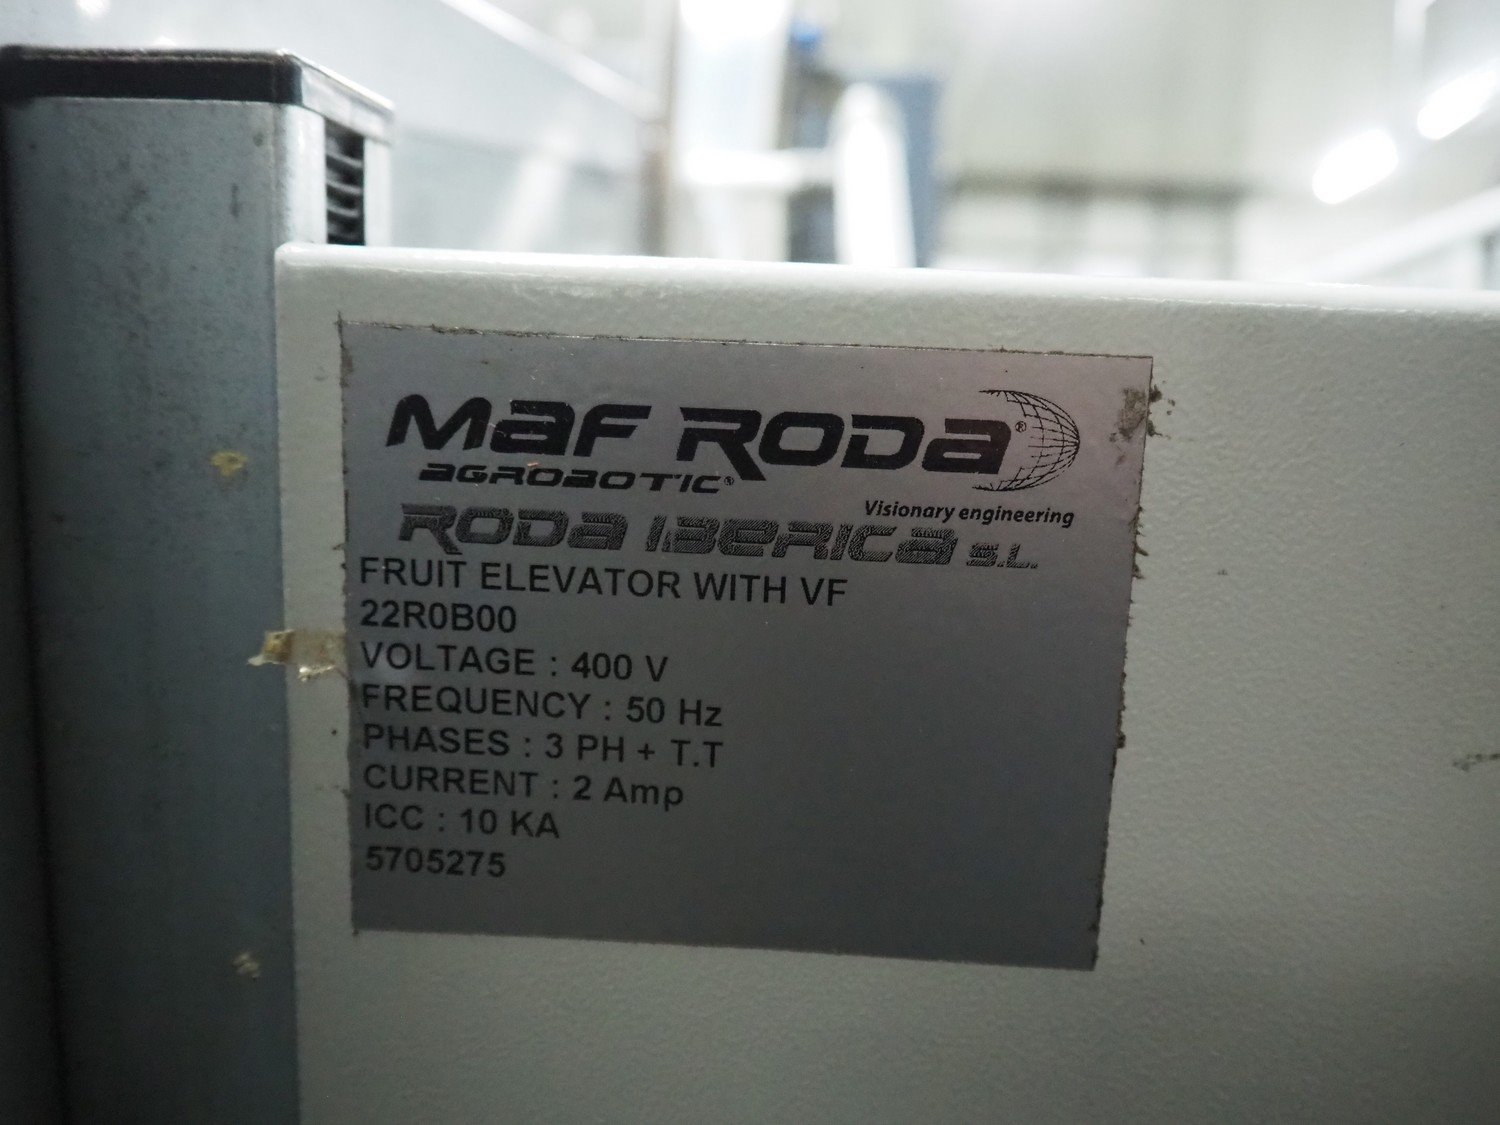 MAF RODA®
AGROBOTIC®
Visionary engineering
RODA IBERICA S.L.
FRUIT ELEVATOR WITH VF
22R0B00
VOLTAGE : 400 V
FREQUENCY : 50 Hz
PHASES : 3 PH + T.T
CURRENT : 2 Amp
ICC : 10 KA
5705275